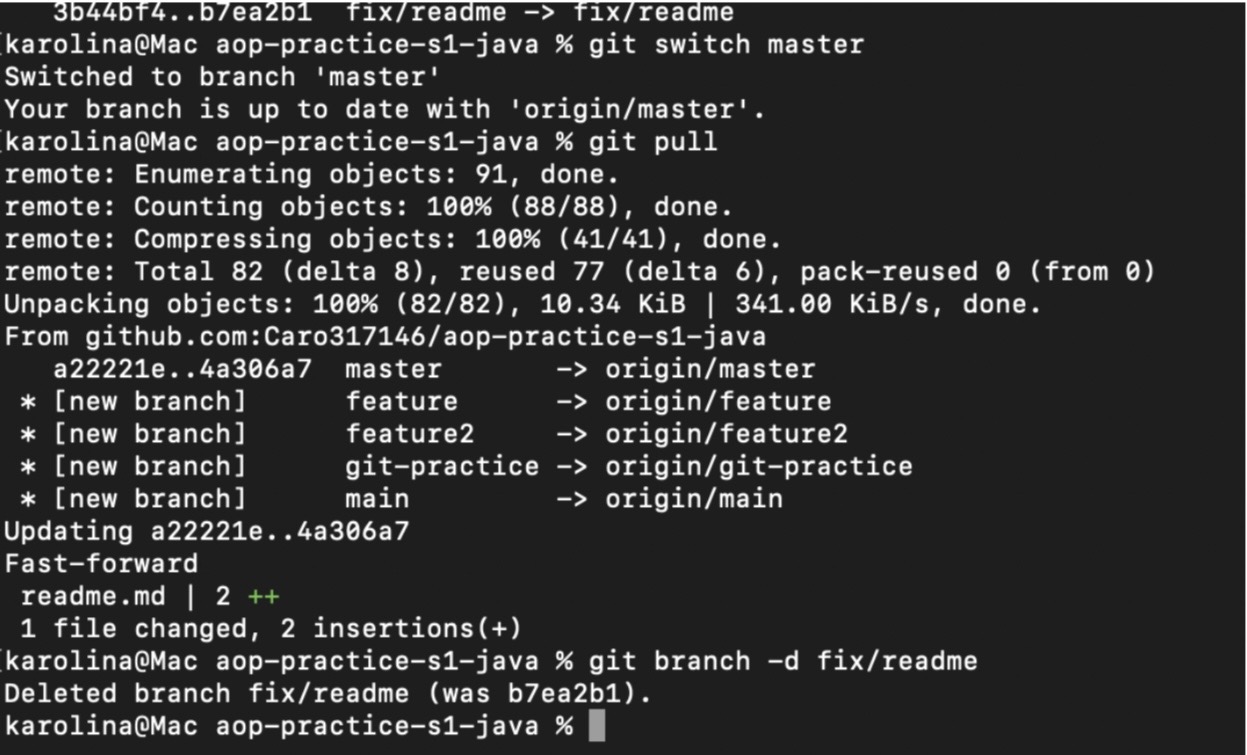 3b44bf4..b7ea2b1  fix/readme -> fix/readme
[karolina@Mac aop-practice-s1-java % git switch master
Switched to branch 'master'
Your branch is up to date with 'origin/master'.
[karolina@Mac aop-practice-s1-java % git pull
remote: Enumerating objects: 91, done.
remote: Counting objects: 100% (88/88), done.
remote: Compressing objects: 100% (41/41), done.
remote: Total 82 (delta 8), reused 77 (delta 6), pack-reused 0 (from 0)
Unpacking objects: 100% (82/82), 10.34 KiB | 341.00 KiB/s, done.
From github.com:Caro317146/aop-practice-s1-java
   a22221e..4a306a7  master       -> origin/master
 * [new branch]      feature      -> origin/feature
 * [new branch]      feature2     -> origin/feature2
 * [new branch]      git-practice -> origin/git-practice
 * [new branch]      main         -> origin/main
Updating a22221e..4a306a7
Fast-forward
 readme.md | 2 ++
 1 file changed, 2 insertions(+)
[karolina@Mac aop-practice-s1-java % git branch -d fix/readme
Deleted branch fix/readme (was b7ea2b1).
karolina@Mac aop-practice-s1-java %